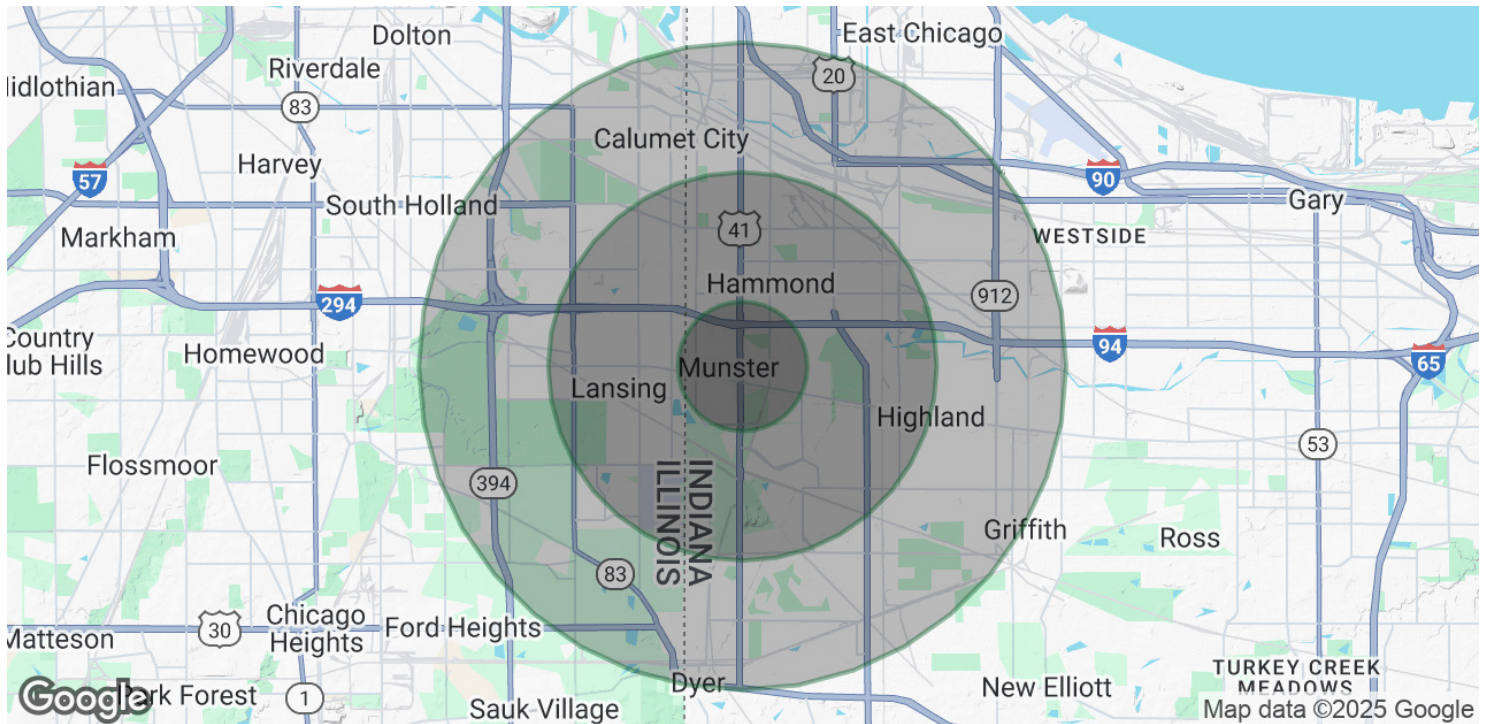 Dolton
East Chicago
Riverdale
20
idlothian
83
Calumet City
Harvey
57
90
South Holland
Gary
41
Markham
WESTSIDE
Hammond
912
294
Country
lub Hills
Homewood
94
65
Munster
Lansing
Highland
53
Flossmoor
394
INDIANA
ILLINOIS
Griffith
Ross
83
Chicago
Heights
30
Ford Heights
Matteson
TURKEY CREEK
MEADOWS
Dyer
New Elliott
Google
Park Forest
1
Sauk Village
Map data ©2025 Google